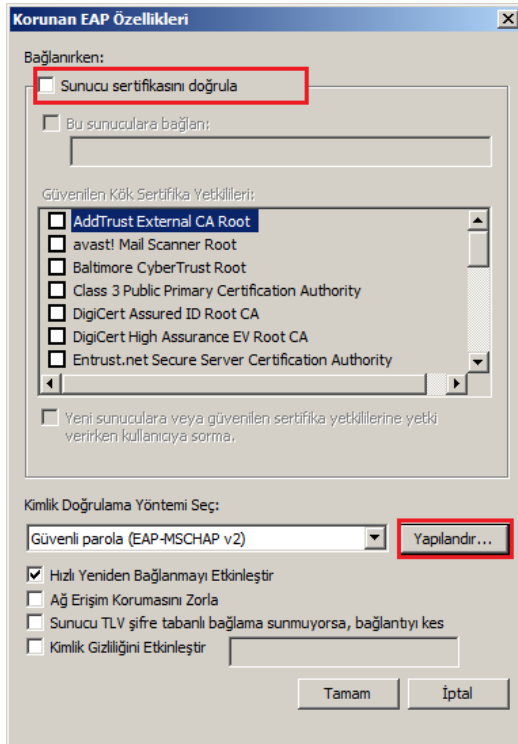 Korunan EAP Özellikleri
Bağlanırken:
Sunucu sertifikasını doğrula
Bu sunuculara bağlan:
Güvenilen Kök Sertifika Yetkilileri:
AddTrust External CA Root
avast! Mail Scanner Root
Baltimore CyberTrust Root
Class 3 Public Primary Certification Authority
DigiCert Assured ID Root CA
DigiCert High Assurance EV Root CA
Entrust.net Secure Server Certification Authority
Yeni sunuculara veya güvenilen sertifika yetkililerine yetki
verirken kullanıcıya sorma.
Kimlik Doğrulama Yöntemi Seç:
Güvenli parola (EAP-MSCHAP v2)
Yapılandır...
Hızlı Yeniden Bağlanmayı Etkinleştir
Ağ Erişim Korumasını Zorla
Sunucu TLV şifre tabanlı bağlama sunmuyorsa, bağlantıyı kes
Kimlik Gizliliğini Etkinleştir
Tamam
İptal